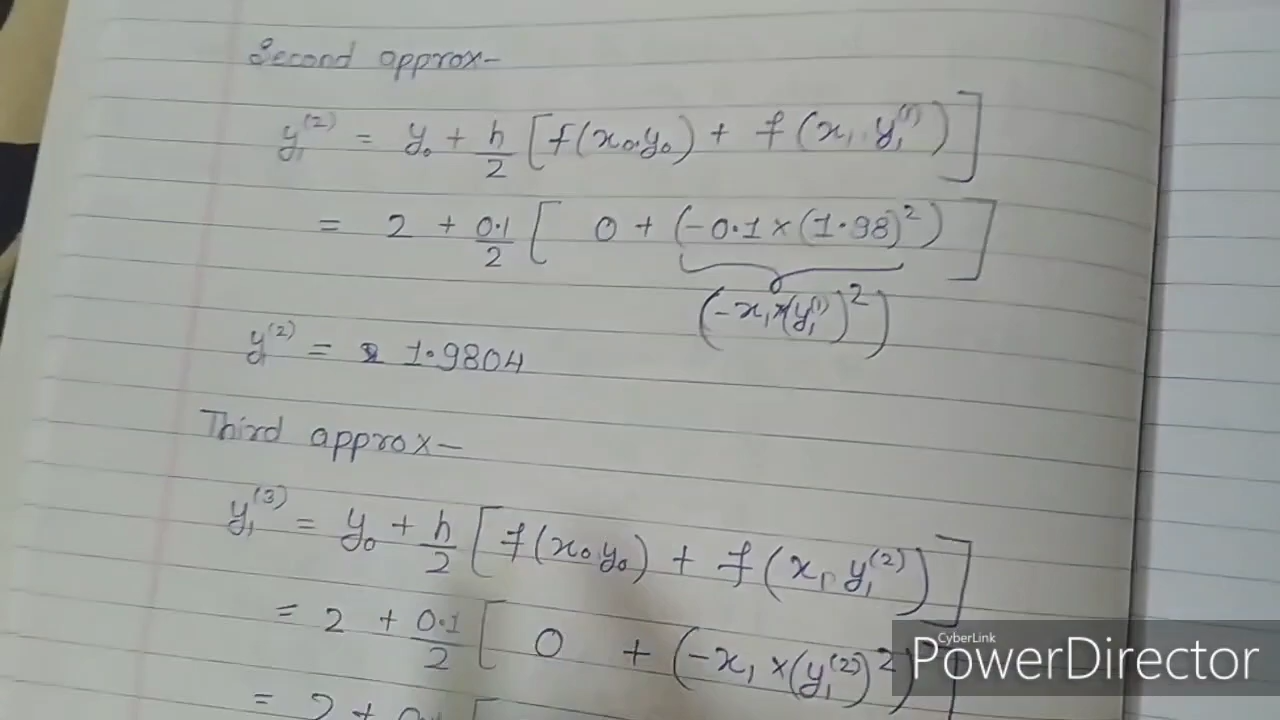 Second approx-
y₁⁽²⁾ = y₀ + h/2 [f(x₀,y₀) + f(x₁, y₁⁽¹⁾)]
= 2 + 0.1/2 [ 0 + (-0.1 × (1.98)²) ]
(-x₁×(y₁⁽¹⁾)²)
y⁽²⁾ = 1.9804
Third approx-
y₁⁽³⁾ = y₀ + h/2 [f(x₀,y₀) + f(x₁, y₁⁽²⁾)]
= 2 + 0.1/2 [ 0 + (-x₁ ×(y₁⁽²⁾)²)]
= 2 +
CyberLink
PowerDirector